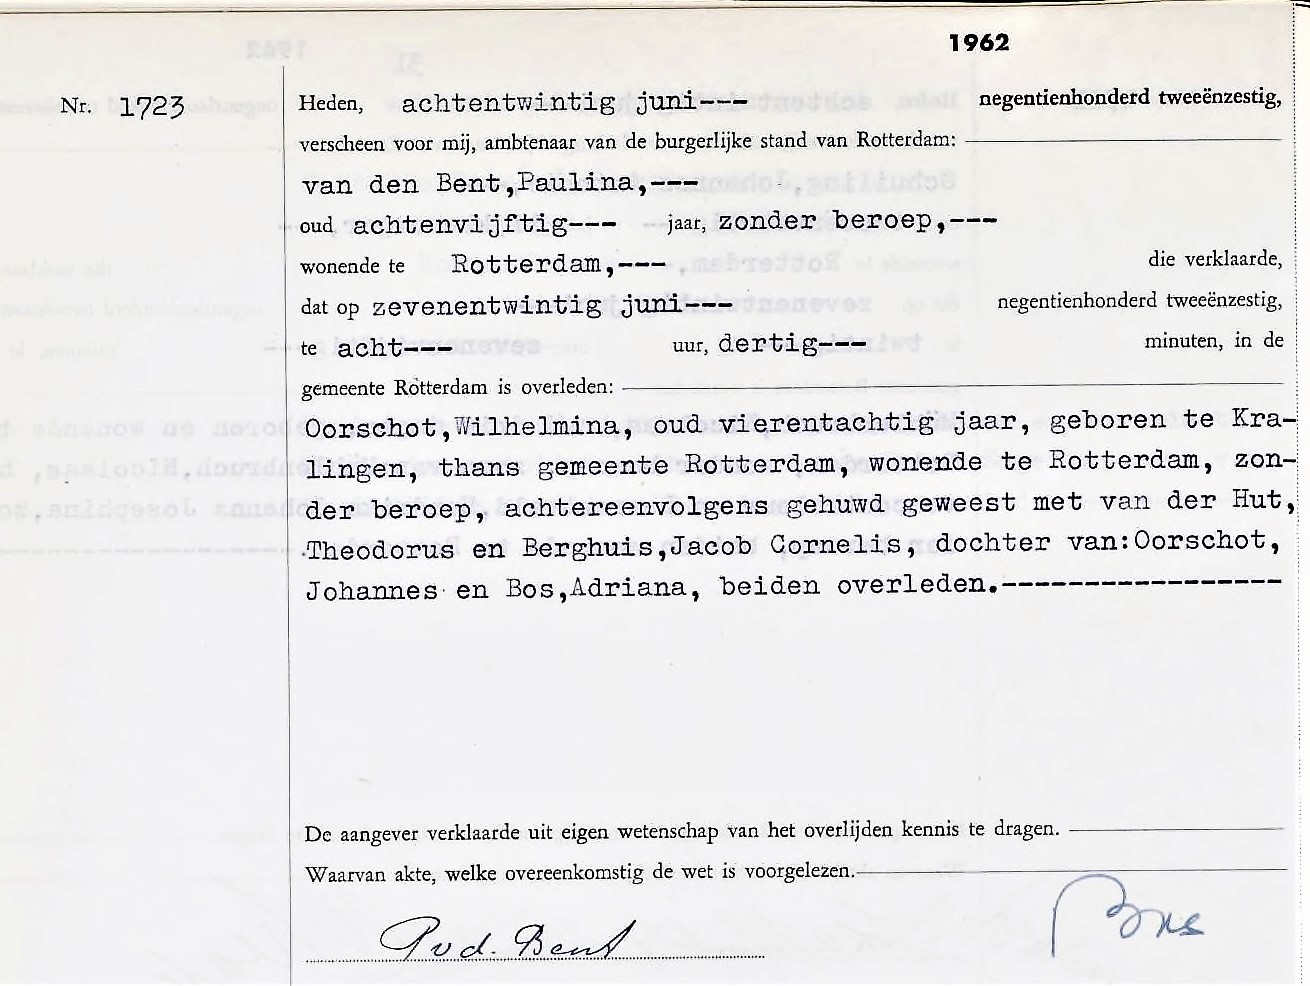 1962
Nr. 1723
Heden, achtentwintig juni--- negentienhonderd tweeënzestig,
verscheen voor mij, ambtenaar van de burgerlijke stand van Rotterdam:
van den Bent,Paulina,---
oud achtenvijftig--- jaar, zonder beroep,---
wonende te Rotterdam,--- die verklaarde,
dat op zevenentwintig juni--- negentienhonderd tweeënzestig,
te acht--- uur, dertig--- minuten, in de
gemeente Rotterdam is overleden:
Oorschot,Wilhelmina, oud vierentachtig jaar, geboren te Kra-
lingen, thans gemeente Rotterdam, wonende te Rotterdam, zon-
der beroep, achtereenvolgens gehuwd geweest met van der Hut,
Theodorus en Berghuis,Jacob Cornelis, dochter van:Oorschot,
Johannes en Bos,Adriana, beiden overleden.-----------------
De aangever verklaarde uit eigen wetenschap van het overlijden kennis te dragen.
Waarvan akte, welke overeenkomstig de wet is voorgelezen.
P v d. Bent